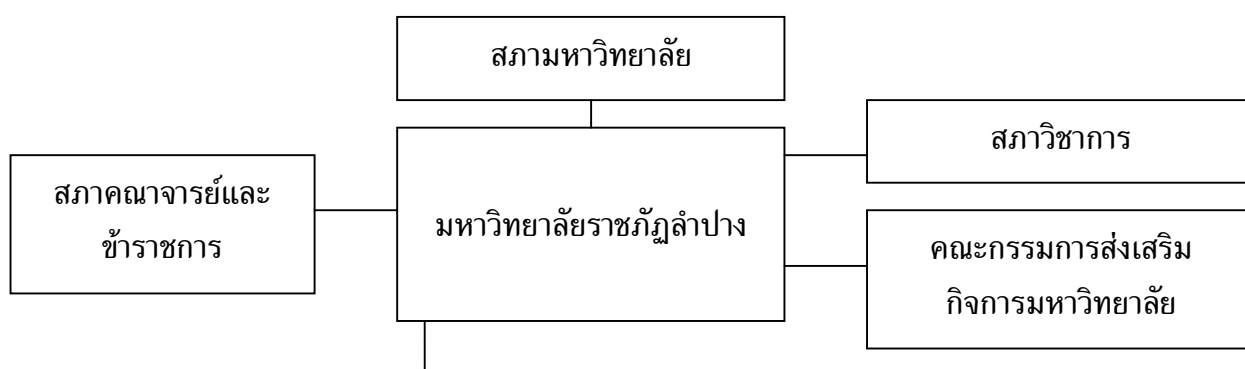 สภามหาวิทยาลัย
สภาวิชาการ
สภาคณาจารย์และ
ข้าราชการ
มหาวิทยาลัยราชภัฏลำปาง
คณะกรรมการส่งเสริม
กิจการมหาวิทยาลัย